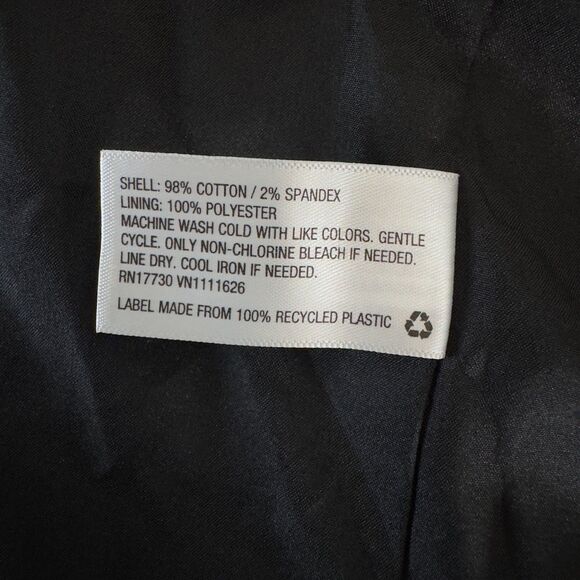 SHELL: 98% COTTON / 2% SPANDEX
LINING: 100% POLYESTER
MACHINE WASH COLD WITH LIKE COLORS. GENTLE
CYCLE. ONLY NON-CHLORINE BLEACH IF NEEDED.
LINE DRY. COOL IRON IF NEEDED.
RN17730 VN1111626
LABEL MADE FROM 100% RECYCLED PLASTIC